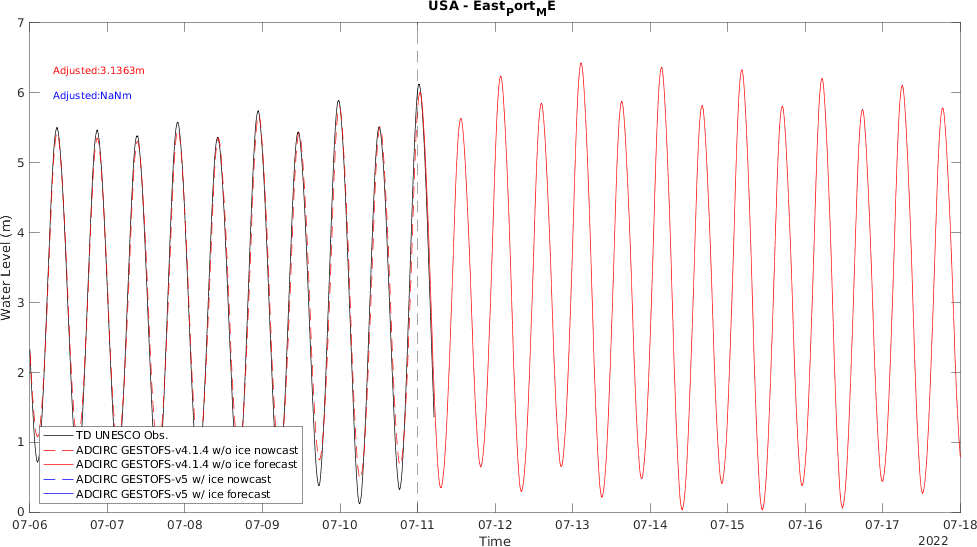 USA - EastPortME
7
Adjusted:3.1363m
6
Adjusted:NaNm
5
4
Water Level (m)
3
2
1
0
TD UNESCO Obs.
ADCIRC GESTOFS-v4.1.4 w/o ice nowcast
ADCIRC GESTOFS-v4.1.4 w/o ice forecast
ADCIRC GESTOFS-v5 w/ ice nowcast
ADCIRC GESTOFS-v5 w/ ice forecast
07-06 07-07 07-08 07-09 07-10 07-11 07-12 07-13 07-14 07-15 07-16 07-17 07-18
Time
2022